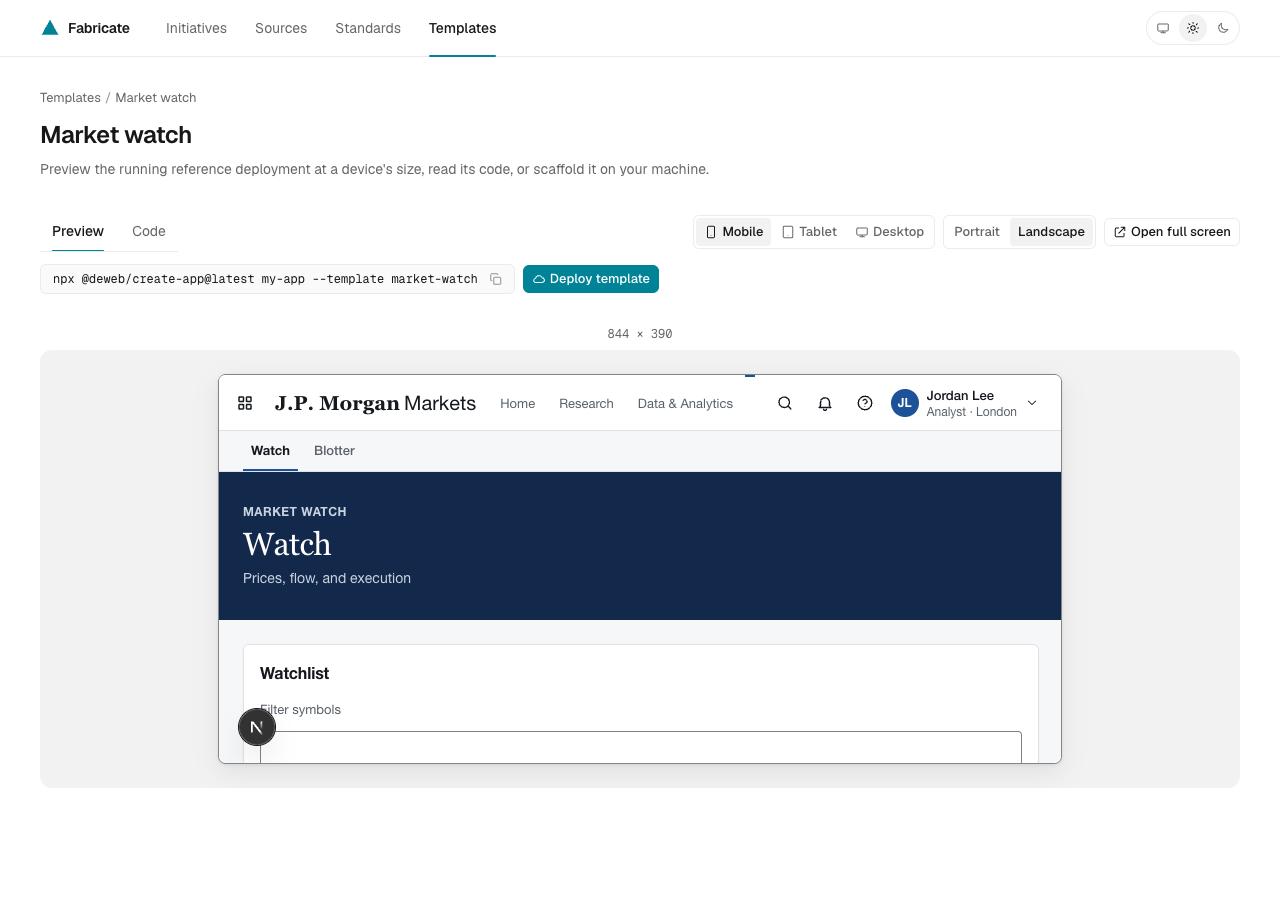 Fabricate Initiatives Sources Standards Templates
Templates / Market watch
Market watch
Preview the running reference deployment at a device's size, read its code, or scaffold it on your machine.
Preview Code Mobile Tablet Desktop Portrait Landscape Open full screen
npx @deweb/create-app@latest my-app --template market-watch Deploy template
844 × 390
J.P. Morgan Markets Home Research Data & Analytics JL Jordan Lee
Analyst · London
Watch Blotter
MARKET WATCH
Watch
Prices, flow, and execution
Watchlist
Filter symbols
N